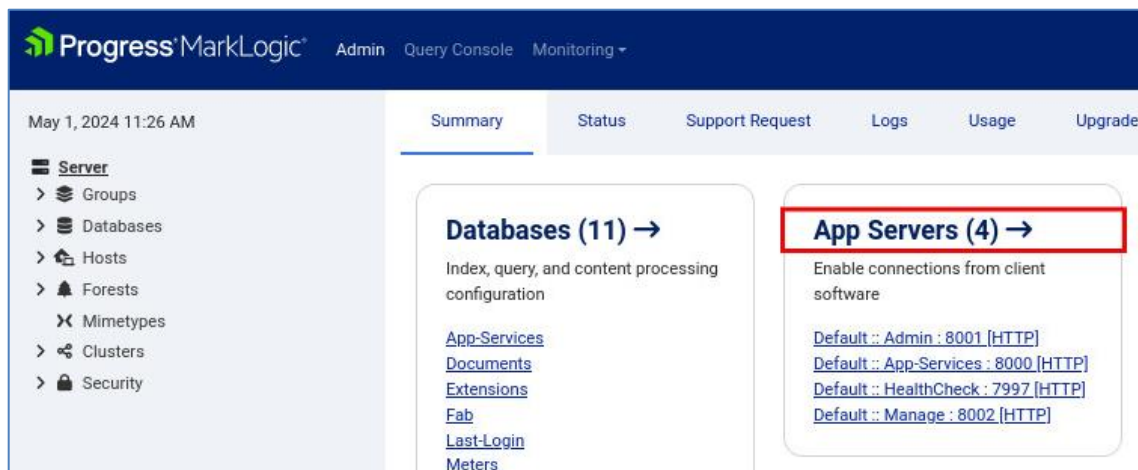 Progress® MarkLogic® Admin Query Console Monitoring
May 1, 2024 11:26 AM
Server
Groups
Databases
Hosts
Forests
Mimetypes
Clusters
Security
Summary Status Support Request Logs Usage Upgrade
Databases (11) →
Index, query, and content processing
configuration
App-Services
Documents
Extensions
Fab
Last-Login
Meters
App Servers (4) →
Enable connections from client
software
Default :: Admin : 8001 [HTTP]
Default :: App-Services : 8000 [HTTP]
Default :: HealthCheck : 7997 [HTTP]
Default :: Manage : 8002 [HTTP]